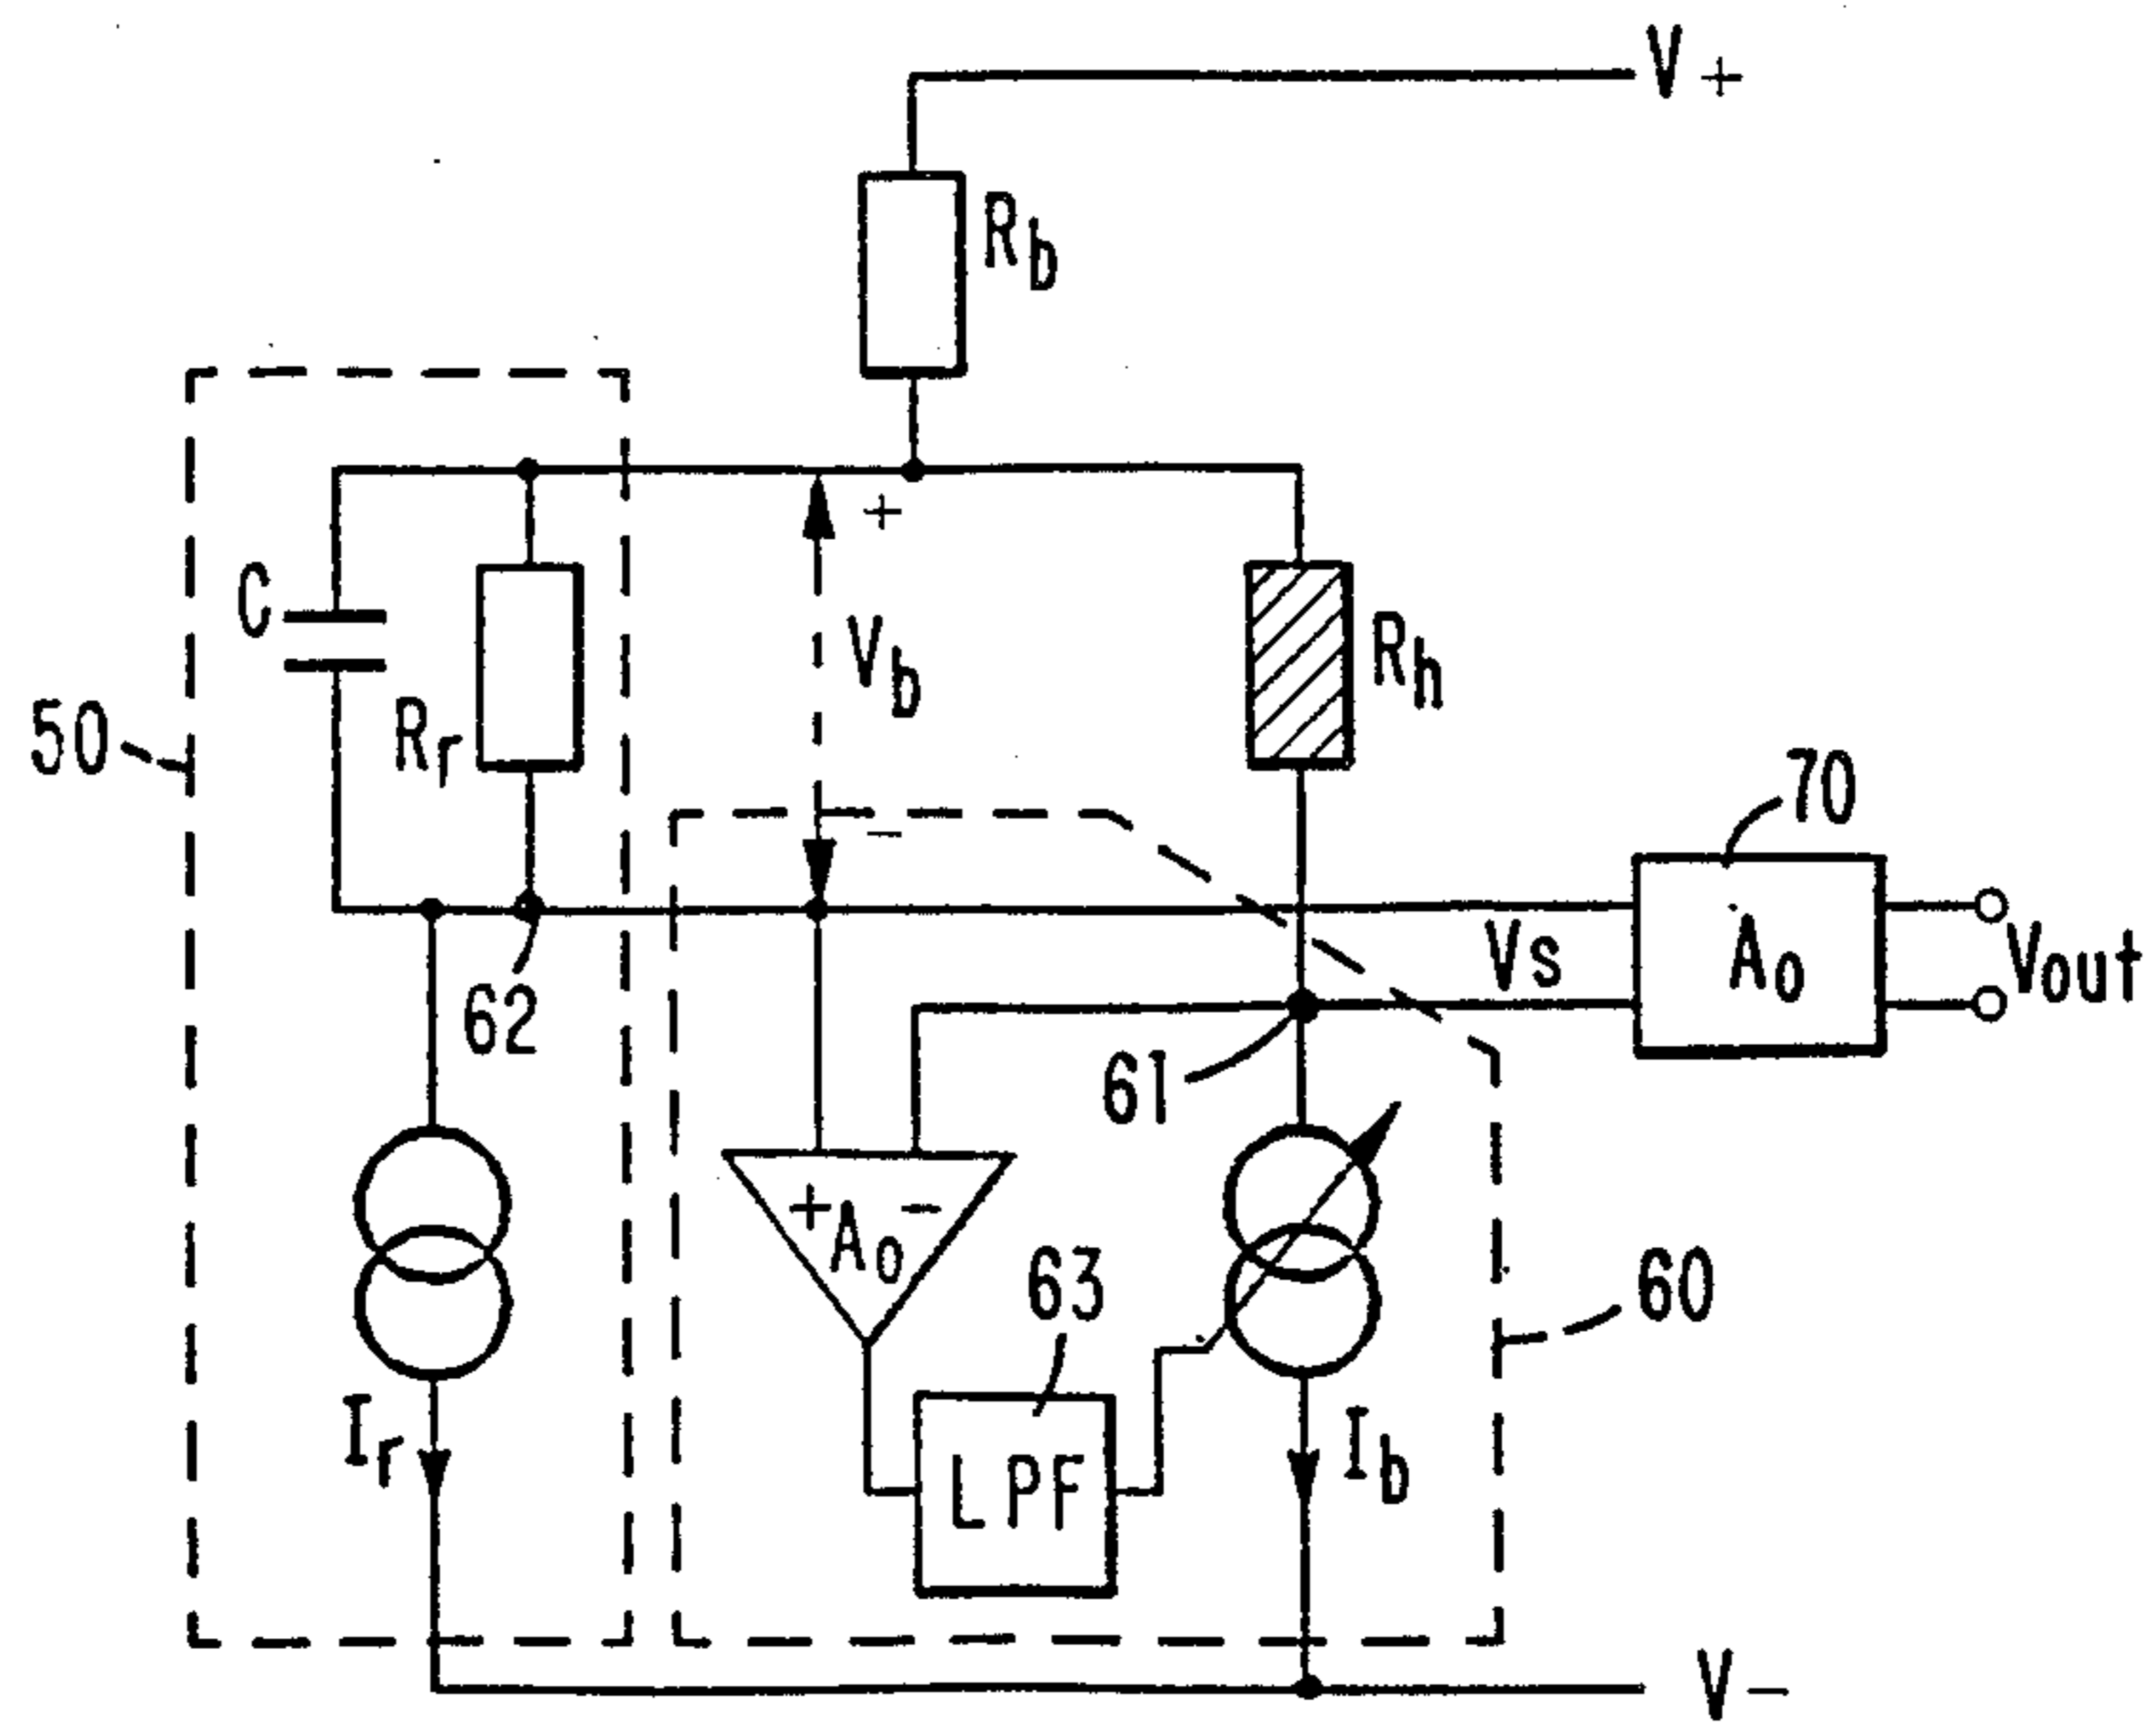 V+
Rb
+
C
Vb
Rh
50
Rr
70
-
Vs
Ao
Vout
62
61
+ Ao -
63
60
Ir
LPF
Ib
V-